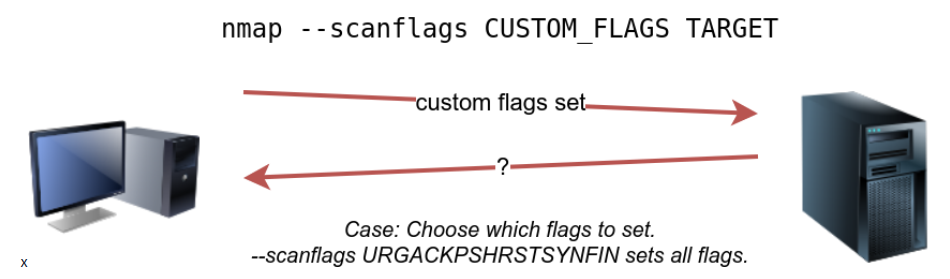 nmap --scanflags CUSTOM_FLAGS TARGET
custom flags set
?
Case: Choose which flags to set.
--scanflags URGACKPSHRSTSYNFIN sets all flags.
x